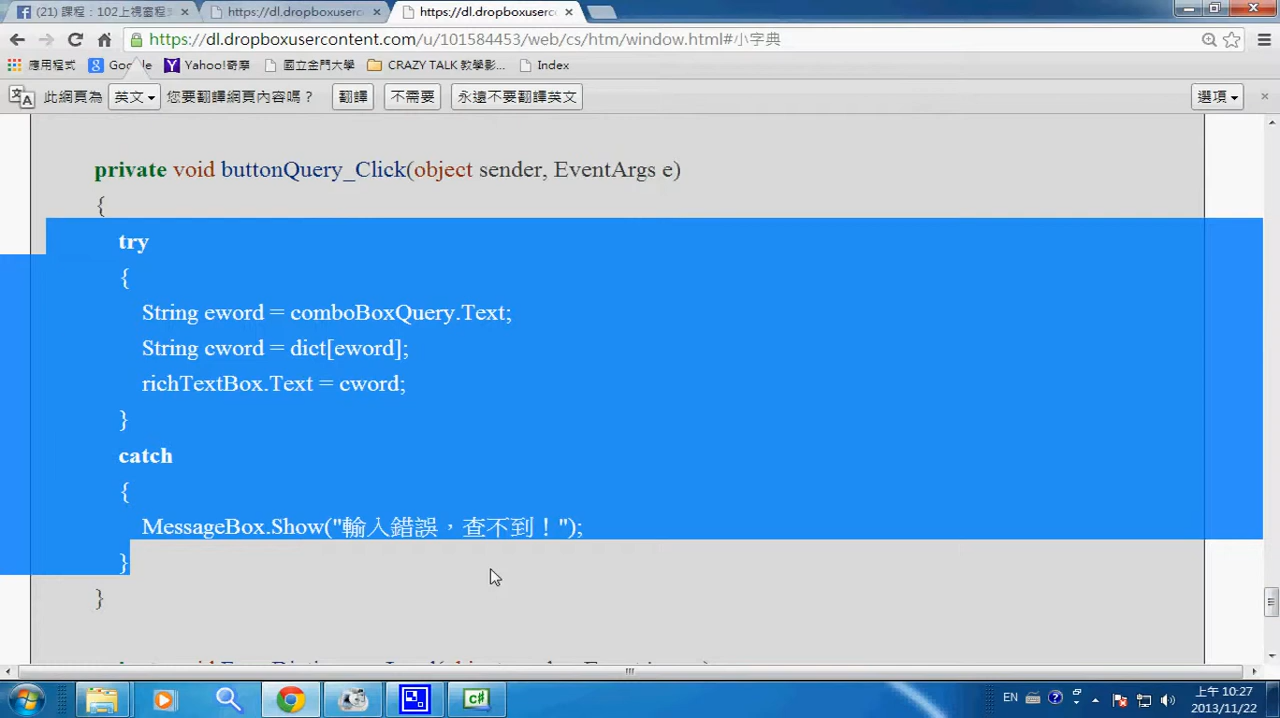 (21) 課程：102上視窗程
https://dl.dropboxuserc
https://dl.dropboxuserc
https://dl.dropboxusercontent.com/u/101584453/web/cs/htm/window.html#小字典
應用程式
Yahoo!奇摩
國立金門大學
CRAZY TALK 教學影...
Index
此網頁為 英文 您要翻譯網頁內容嗎？ 翻譯 不需要 永遠不要翻譯英文 選項
private void buttonQuery_Click(object sender, EventArgs e)
{
try
{
String eword = comboBoxQuery.Text;
String cword = dict[eword];
richTextBox.Text = cword;
}
catch
{
MessageBox.Show("輸入錯誤，查不到！");
}
}
EN
上午 10:27
2013/11/22